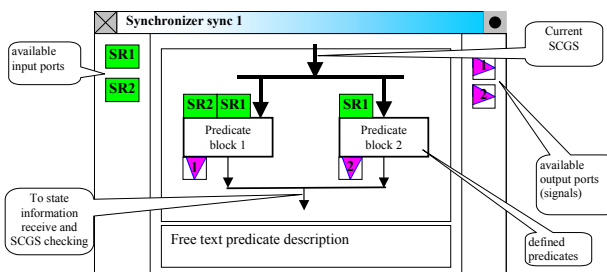 Synchronizer sync 1
available
input ports
SR1
SR2
Current
SCGS
1
2
SR2 SR1
SR1
Predicate
block 1
Predicate
block 2
1
2
available
output ports
(signals)
To state
information
receive and
SCGS checking
Free text predicate description
defined
predicates